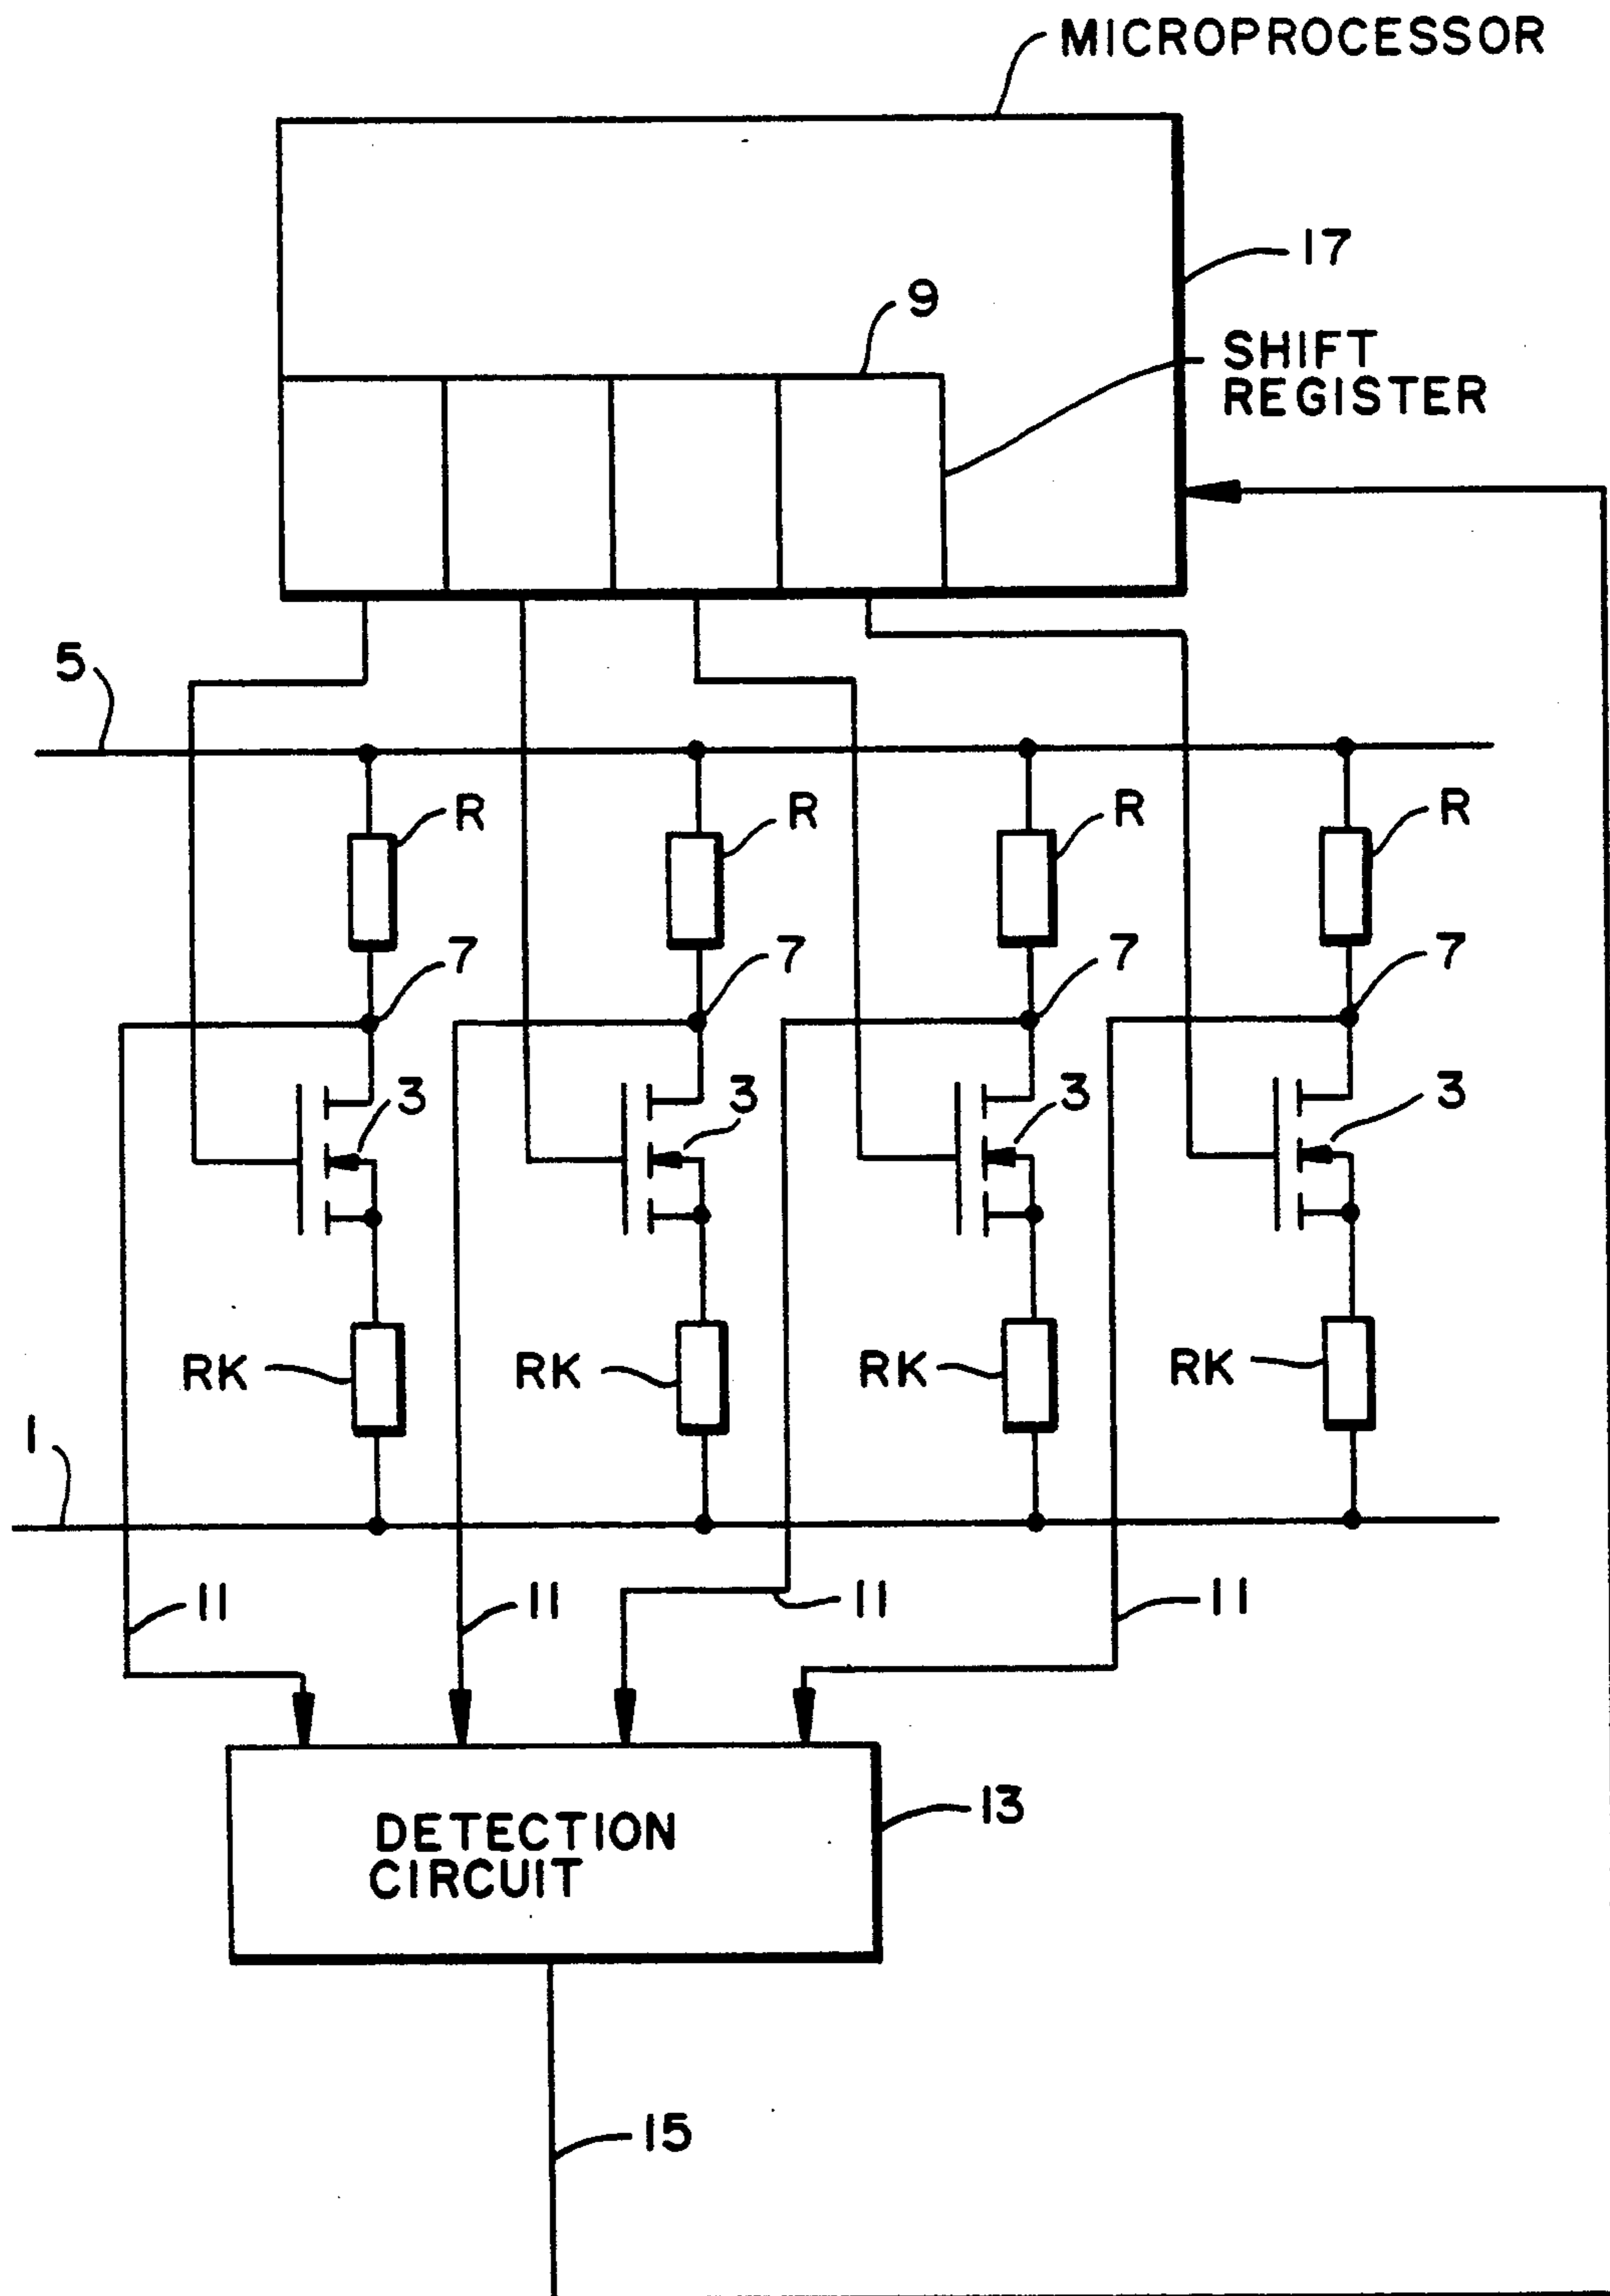 MICROPROCESSOR
17
9
SHIFT
REGISTER
5
R R R R
7 7 7 7
3 3 3 3
RK RK RK RK
1
11 11 11 11
13
DETECTION
CIRCUIT
15